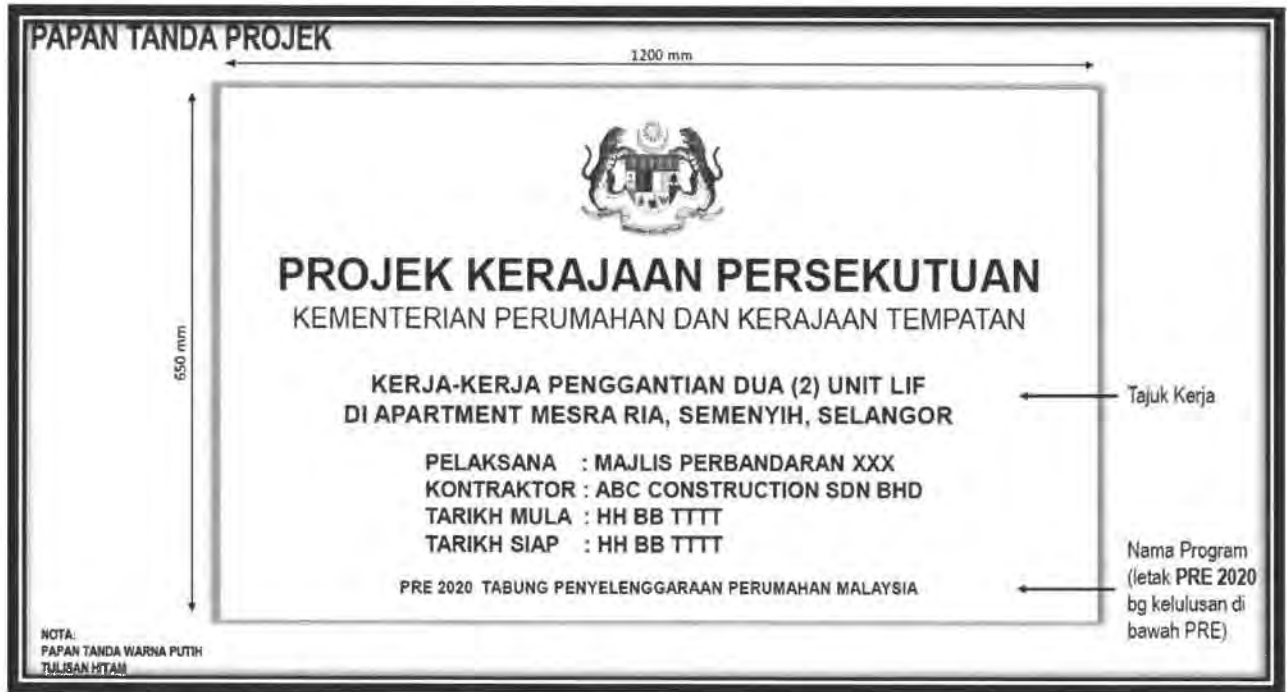 PAPAN TANDA PROJEK
1200 mm
650 mm
PROJEK KERAJAAN PERSEKUTUAN
KEMENTERIAN PERUMAHAN DAN KERAJAAN TEMPATAN
KERJA-KERJA PENGGANTIAN DUA (2) UNIT LIF
DI APARTMENT MESRA RIA, SEMENYIH, SELANGOR
Tajuk Kerja
PELAKSANA : MAJLIS PERBANDARAN XXX
KONTRAKTOR : ABC CONSTRUCTION SDN BHD
TARIKH MULA : HH BB TTTT
TARIKH SIAP : HH BB TTTT
PRE 2020 TABUNG PENYELENGGARAAN PERUMAHAN MALAYSIA
Nama Program
(letak PRE 2020
bg kelulusan di
bawah PRE)
NOTA:
PAPAN TANDA WARNA PUTIH
TULISAN HITAM